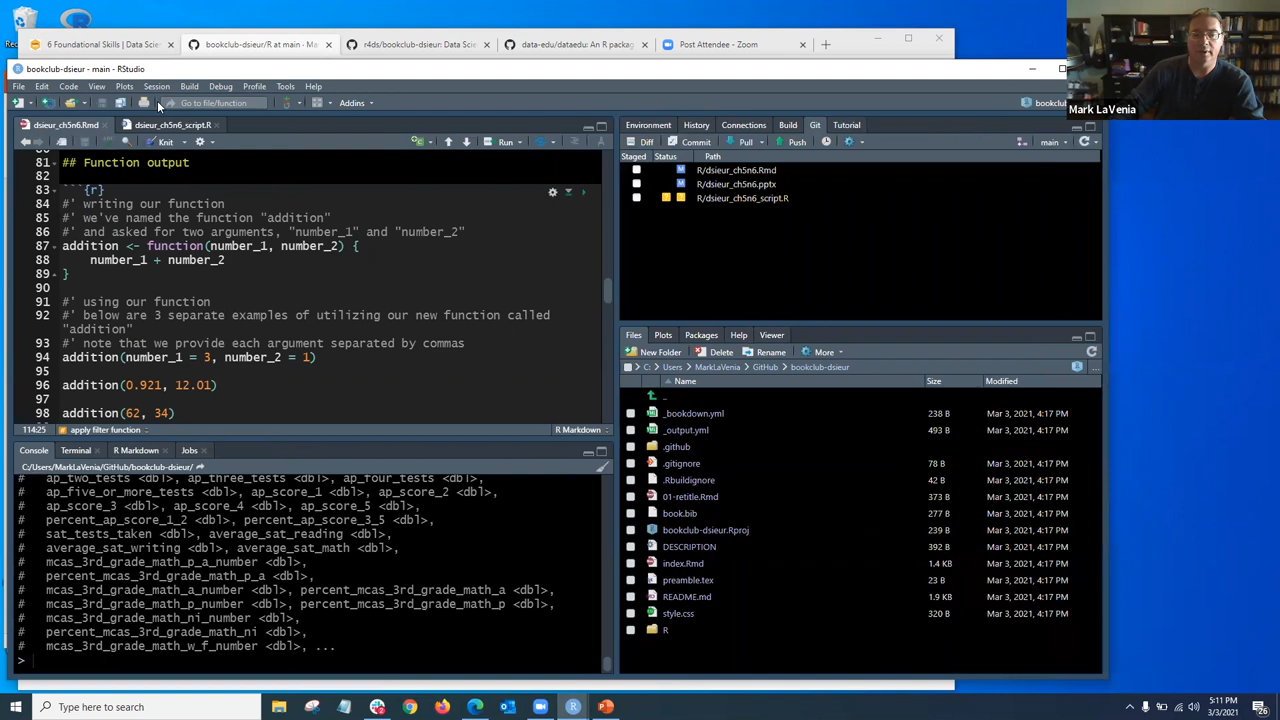 Rec
6 Foundational Skills | Data Scien
bookclub-dsieur/R at main · Ma
r4ds/bookclub-dsieur: Data Scie
data-edu/dataedu: An R packag
Post Attendee - Zoom
Mark LaVenia
bookclub-dsieur - main - RStudio
File Edit Code View Plots Session Build Debug Profile Tools Help
Go to file/function Addins bookclu
dsieur_ch5n6.Rmd dsieur_ch5n6_script.R
Knit Run
81 ## Function output
82
83 ```{r}
84 #' writing our function
85 #' we've named the function "addition"
86 #' and asked for two arguments, "number_1" and "number_2"
87 addition <- function(number_1, number_2) {
88 number_1 + number_2
89 }
90
91 #' using our function
92 #' below are 3 separate examples of utilizing our new function called
"addition"
93 #' note that we provide each argument separated by commas
94 addition(number_1 = 3, number_2 = 1)
95
96 addition(0.921, 12.01)
97
98 addition(62, 34)
114:25 apply filter function R Markdown
Console Terminal R Markdown Jobs
C:/Users/MarkLaVenia/GitHub/bookclub-dsieur/
# ap_two_tests <dbl>, ap_three_tests <dbl>, ap_four_tests <dbl>,
# ap_five_or_more_tests <dbl>, ap_score_1 <dbl>, ap_score_2 <dbl>,
# ap_score_3 <dbl>, ap_score_4 <dbl>, ap_score_5 <dbl>,
# percent_ap_score_1_2 <dbl>, percent_ap_score_3_5 <dbl>,
# sat_tests_taken <dbl>, average_sat_reading <dbl>,
# average_sat_writing <dbl>, average_sat_math <dbl>,
# mcas_3rd_grade_math_p_a_number <dbl>,
# percent_mcas_3rd_grade_math_p_a <dbl>,
# mcas_3rd_grade_math_a_number <dbl>, percent_mcas_3rd_grade_math_a <dbl>,
# mcas_3rd_grade_math_p_number <dbl>, percent_mcas_3rd_grade_math_p <dbl>,
# mcas_3rd_grade_math_ni_number <dbl>,
# percent_mcas_3rd_grade_math_ni <dbl>,
# mcas_3rd_grade_math_w_f_number <dbl>, ...
>
Environment History Connections Build Git Tutorial
Diff Commit Pull Push main
Staged Status Path
M R/dsieur_ch5n6.Rmd
M R/dsieur_ch5n6.pptx
? ? R/dsieur_ch5n6_script.R
Files Plots Packages Help Viewer
New Folder Delete Rename More
C: Users MarkLaVenia GitHub bookclub-dsieur ...
Name Size Modified
..
_bookdown.yml 238 B Mar 3, 2021, 4:17 PM
_output.yml 493 B Mar 3, 2021, 4:17 PM
.github
.gitignore 78 B Mar 3, 2021, 4:17 PM
.Rbuildignore 42 B Mar 3, 2021, 4:17 PM
01-retitle.Rmd 373 B Mar 3, 2021, 4:17 PM
book.bib 277 B Mar 3, 2021, 4:17 PM
bookclub-dsieur.Rproj 239 B Mar 3, 2021, 4:17 PM
DESCRIPTION 392 B Mar 3, 2021, 4:17 PM
index.Rmd 1.4 KB Mar 3, 2021, 4:17 PM
preamble.tex 23 B Mar 3, 2021, 4:17 PM
README.md 1.9 KB Mar 3, 2021, 4:17 PM
style.css 320 B Mar 3, 2021, 4:17 PM
R
Type here to search
5:11 PM
3/3/2021
26